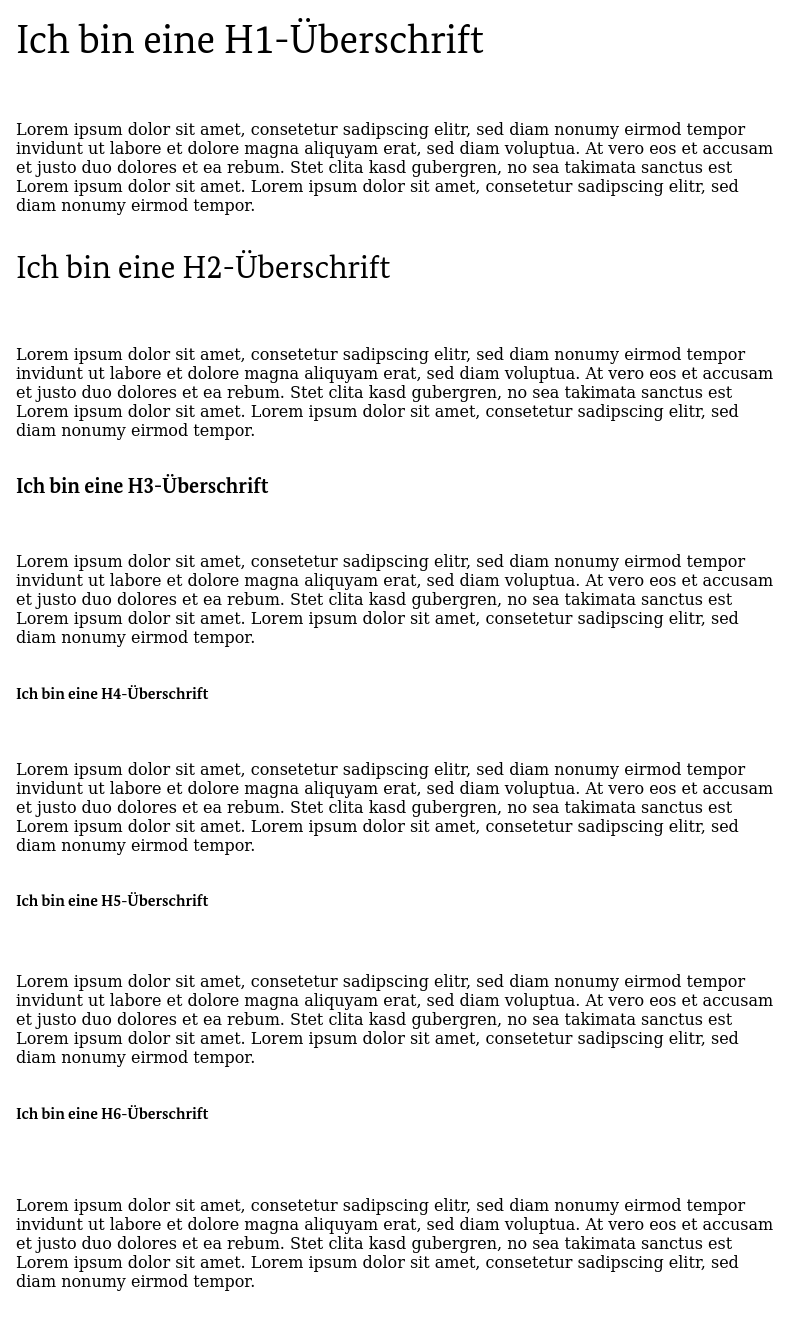 Ich bin eine H1-Überschrift
Lorem ipsum dolor sit amet, consetetur sadipscing elitr, sed diam nonumy eirmod tempor
invidunt ut labore et dolore magna aliquyam erat, sed diam voluptua. At vero eos et accusam
et justo duo dolores et ea rebum. Stet clita kasd gubergren, no sea takimata sanctus est
Lorem ipsum dolor sit amet. Lorem ipsum dolor sit amet, consetetur sadipscing elitr, sed
diam nonumy eirmod tempor.
Ich bin eine H2-Überschrift
Lorem ipsum dolor sit amet, consetetur sadipscing elitr, sed diam nonumy eirmod tempor
invidunt ut labore et dolore magna aliquyam erat, sed diam voluptua. At vero eos et accusam
et justo duo dolores et ea rebum. Stet clita kasd gubergren, no sea takimata sanctus est
Lorem ipsum dolor sit amet. Lorem ipsum dolor sit amet, consetetur sadipscing elitr, sed
diam nonumy eirmod tempor.
Ich bin eine H3-Überschrift
Lorem ipsum dolor sit amet, consetetur sadipscing elitr, sed diam nonumy eirmod tempor
invidunt ut labore et dolore magna aliquyam erat, sed diam voluptua. At vero eos et accusam
et justo duo dolores et ea rebum. Stet clita kasd gubergren, no sea takimata sanctus est
Lorem ipsum dolor sit amet. Lorem ipsum dolor sit amet, consetetur sadipscing elitr, sed
diam nonumy eirmod tempor.
Ich bin eine H4-Überschrift
Lorem ipsum dolor sit amet, consetetur sadipscing elitr, sed diam nonumy eirmod tempor
invidunt ut labore et dolore magna aliquyam erat, sed diam voluptua. At vero eos et accusam
et justo duo dolores et ea rebum. Stet clita kasd gubergren, no sea takimata sanctus est
Lorem ipsum dolor sit amet. Lorem ipsum dolor sit amet, consetetur sadipscing elitr, sed
diam nonumy eirmod tempor.
Ich bin eine H5-Überschrift
Lorem ipsum dolor sit amet, consetetur sadipscing elitr, sed diam nonumy eirmod tempor
invidunt ut labore et dolore magna aliquyam erat, sed diam voluptua. At vero eos et accusam
et justo duo dolores et ea rebum. Stet clita kasd gubergren, no sea takimata sanctus est
Lorem ipsum dolor sit amet. Lorem ipsum dolor sit amet, consetetur sadipscing elitr, sed
diam nonumy eirmod tempor.
Ich bin eine H6-Überschrift
Lorem ipsum dolor sit amet, consetetur sadipscing elitr, sed diam nonumy eirmod tempor
invidunt ut labore et dolore magna aliquyam erat, sed diam voluptua. At vero eos et accusam
et justo duo dolores et ea rebum. Stet clita kasd gubergren, no sea takimata sanctus est
Lorem ipsum dolor sit amet. Lorem ipsum dolor sit amet, consetetur sadipscing elitr, sed
diam nonumy eirmod tempor.